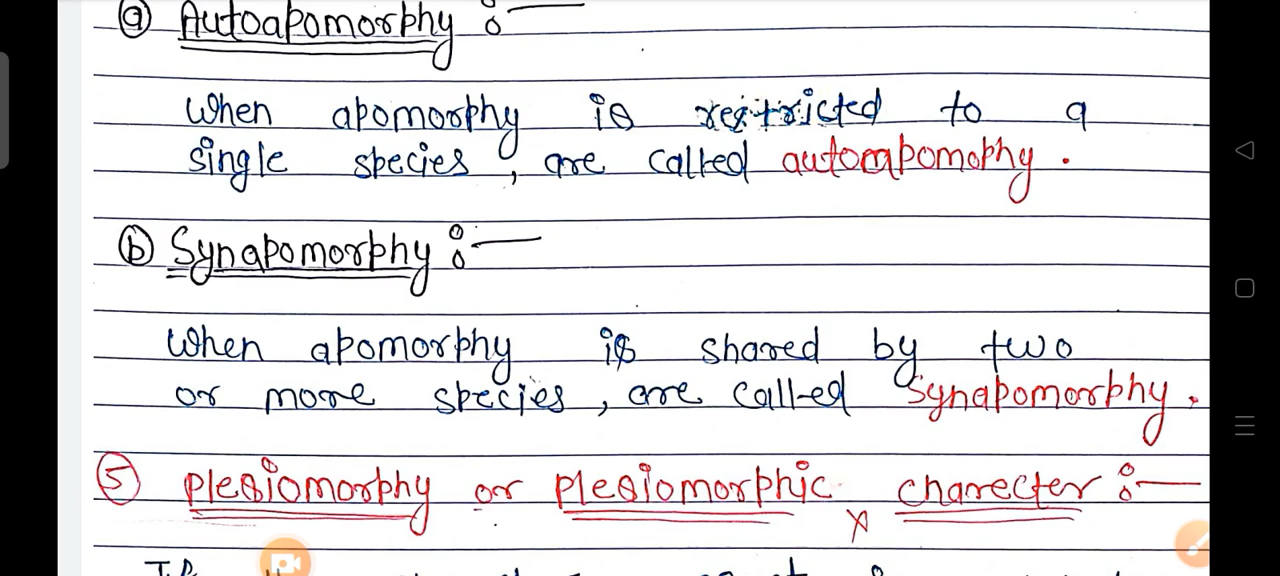 (a) Autoapomorphy :—
When apomorphy is restricted to a
single species, are called autoapomophy.
(b) Synapomorphy :—
When apomorphy is shared by two
or more species, are called Synapomorphy.
(5) Plesiomorphy or Plesiomorphic charecter :—